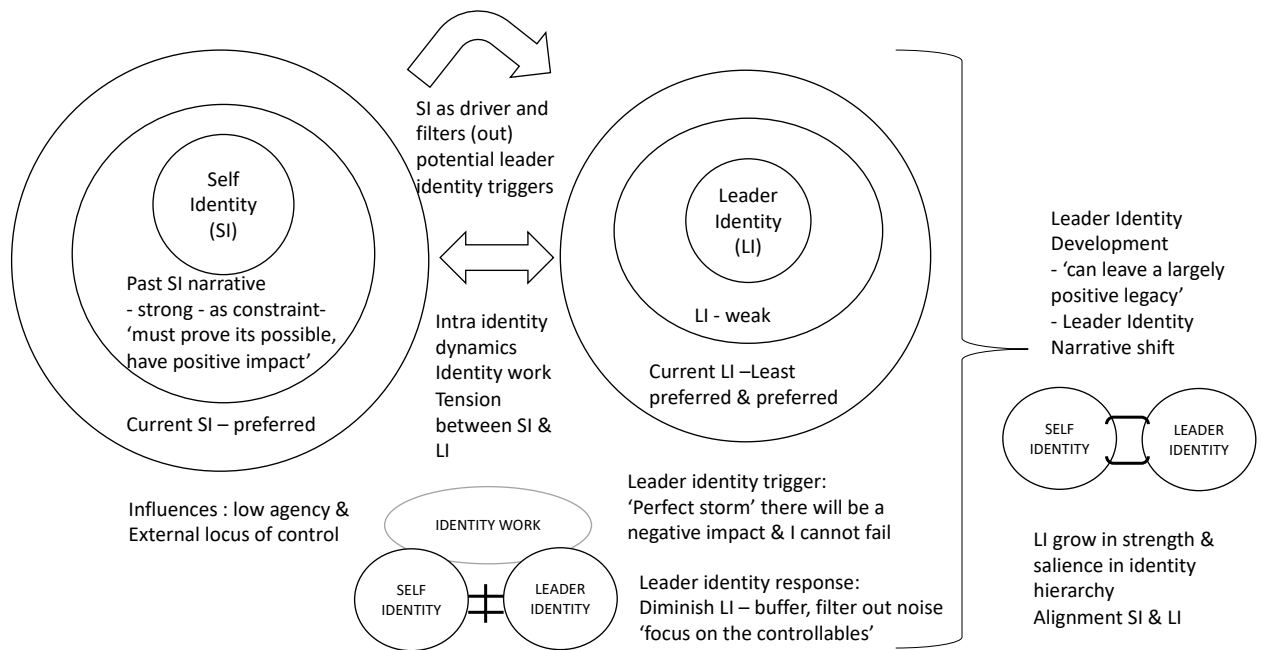 SI as driver and
filters (out)
potential leader
identity triggers
Self
Identity
(SI)
Past SI narrative
- strong - as constraint-
‘must prove its possible,
have positive impact’
Current SI – preferred
Intra identity
dynamics
Identity work
Tension
between SI &
LI
Leader
Identity
(LI)
LI - weak
Current LI –Least
preferred & preferred
Influences : low agency &
External locus of control
IDENTITY WORK
SELF
IDENTITY
LEADER
IDENTITY
Leader identity trigger:
‘Perfect storm’ there will be a
negative impact & I cannot fail
Leader identity response:
Diminish LI – buffer, filter out noise
‘focus on the controllables’
Leader Identity
Development
- ‘can leave a largely
positive legacy’
- Leader Identity
Narrative shift
SELF
IDENTITY
LEADER
IDENTITY
LI grow in strength &
salience in identity
hierarchy
Alignment SI & LI